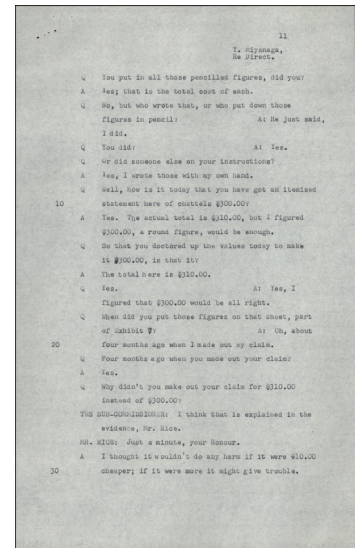 11
Y. Miyanaga,
Re Direct.
Q You put in all those pencilled figures, did you?
A Yes; that is the total cost of each.
Q No, but who wrote that, or who put down those
figures in pencil? A: He just said,
I did.
Q You did? A: Yes.
Q Or did someone else on your instructions?
A Yes, I wrote those with my own hand.
Q Well, how is it today that you have got an itemized
10 statement here of chattels $300.00?
A Yes. The actual total is $310.00, but I figured
$300.00, a round figure, would be enough.
Q So that you doctored up the values today to make
it $300.00, is that it?
A The total here is $310.00.
Q Yes. A: Yes, I
figured that $300.00 would be all right.
Q When did you put those figures on that sheet, part
of Exhibit 7? A: Oh, about
20 four months ago when I made out my claim.
Q Four months ago when you made out your claim?
A Yes.
Q Why didn't you make out your claim for $310.00
instead of $300.00?
THE SUB-COMMISSIONER: I think that is explained in the
evidence, Mr. Rice.
MR. RICE: Just a minute, your Honour.
A I thought it wouldn't do any harm if it were $10.00
30 cheaper; if it were more it might give trouble.